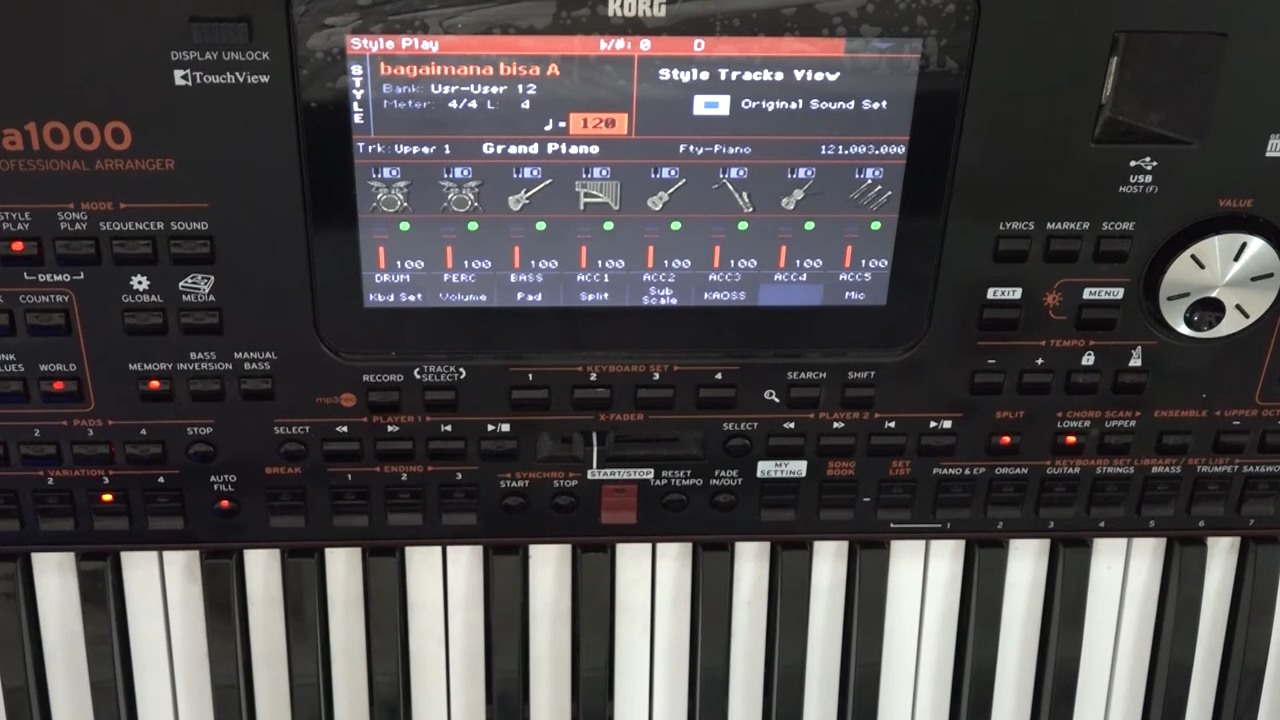 KORG
DISPLAY UNLOCK
TouchView
a1000
OFESSIONAL ARRANGER
Style Play ♭/#: 0 D
STYLE
bagaimana bisa A
Bank: Usr-User 12
Meter: 4/4 L: 4
♩ = 120
Style Tracks View
Original Sound Set
Trk: Upper 1 Grand Piano Fty-Piano 121.003.000
100 100 100 100 100 100 100 100
DRUM PERC BASS ACC1 ACC2 ACC3 ACC4 ACC5
Kbd Set Volume Pad Split Sub Scale KAOSS Mic
USB
HOST (F)
VALUE
MODE
STYLE PLAY
SONG PLAY
SEQUENCER
SOUND
DEMO
GLOBAL
MEDIA
COUNTRY
WORLD
MEMORY
BASS INVERSION
MANUAL BASS
LYRICS MARKER SCORE
EXIT MENU
TEMPO
- +
mp3rec
RECORD
TRACK SELECT
KEYBOARD SET
1 2 3 4
SEARCH
SHIFT
PADS
2 3 4 STOP
SELECT
PLAYER 1
X-FADER
SELECT
PLAYER 2
SPLIT
CHORD SCAN
LOWER UPPER
ENSEMBLE
UPPER OCT
VARIATION
2 3 4
AUTO FILL
BREAK
ENDING
1 2 3
SYNCHRO
START STOP
START/STOP
RESET
TAP TEMPO
FADE
IN/OUT
MY SETTING
SONG BOOK
SET LIST
KEYBOARD SET LIBRARY / SET LIST
PIANO & EP ORGAN GUITAR STRINGS BRASS TRUMPET SAX&WO
1 2 3 4 5 6 7